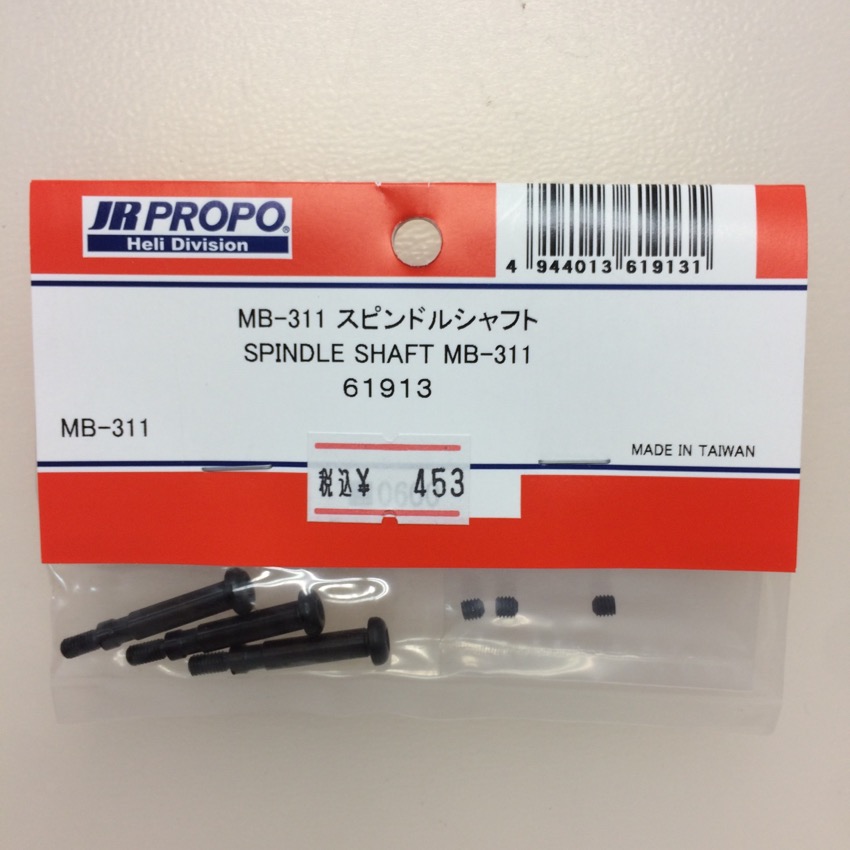 JR PROPO®
Heli Division
4 944013 619131
MB-311 スピンドルシャフト
SPINDLE SHAFT MB-311
61913
MB-311
MADE IN TAIWAN
税込¥ 453